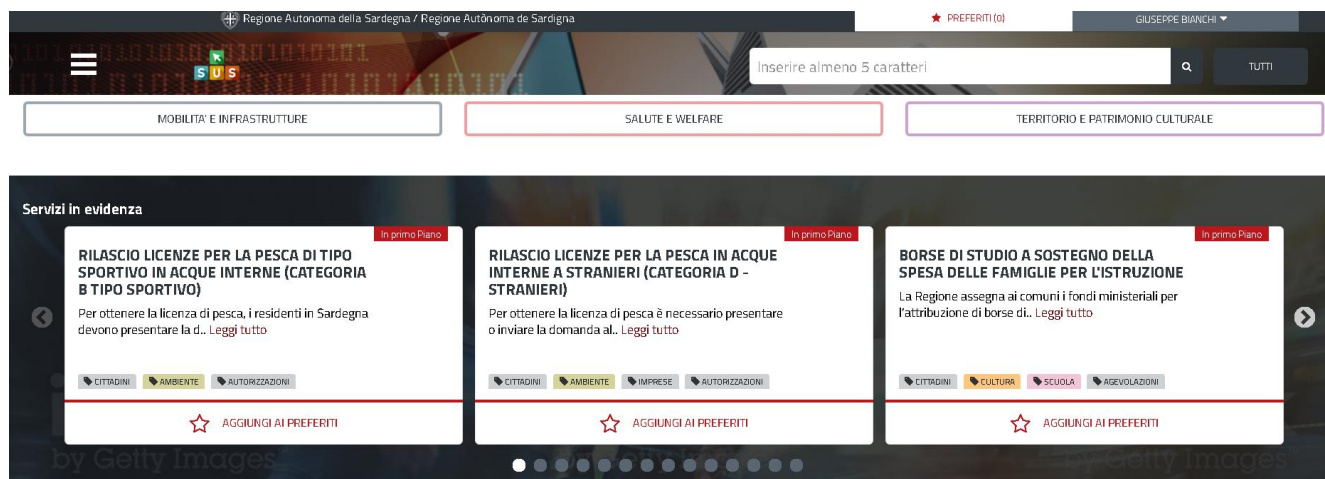 Regione Autonoma della Sardegna / Regione Autònoma de Sardigna
PREFERITI (0)
GIUSEPPE BIANCHI
SUS
Inserire almeno 5 caratteri
TUTTI
MOBILITA' E INFRASTRUTTURE
SALUTE E WELFARE
TERRITORIO E PATRIMONIO CULTURALE
Servizi in evidenza
In primo Piano
RILASCIO LICENZE PER LA PESCA DI TIPO
SPORTIVO IN ACQUE INTERNE (CATEGORIA
B TIPO SPORTIVO)
Per ottenere la licenza di pesca, i residenti in Sardegna
devono presentare la d.. Leggi tutto
CITTADINI AMBIENTE AUTORIZZAZIONI
AGGIUNGI AI PREFERITI
In primo Piano
RILASCIO LICENZE PER LA PESCA IN ACQUE
INTERNE A STRANIERI (CATEGORIA D -
STRANIERI)
Per ottenere la licenza di pesca è necessario presentare
o inviare la domanda al.. Leggi tutto
CITTADINI AMBIENTE IMPRESE AUTORIZZAZIONI
AGGIUNGI AI PREFERITI
In primo Piano
BORSE DI STUDIO A SOSTEGNO DELLA
SPESA DELLE FAMIGLIE PER L'ISTRUZIONE
La Regione assegna ai comuni i fondi ministeriali per
l'attribuzione di borse di.. Leggi tutto
CITTADINI CULTURA SCUOLA AGEVOLAZIONI
AGGIUNGI AI PREFERITI
by Getty Images
by Getty Images